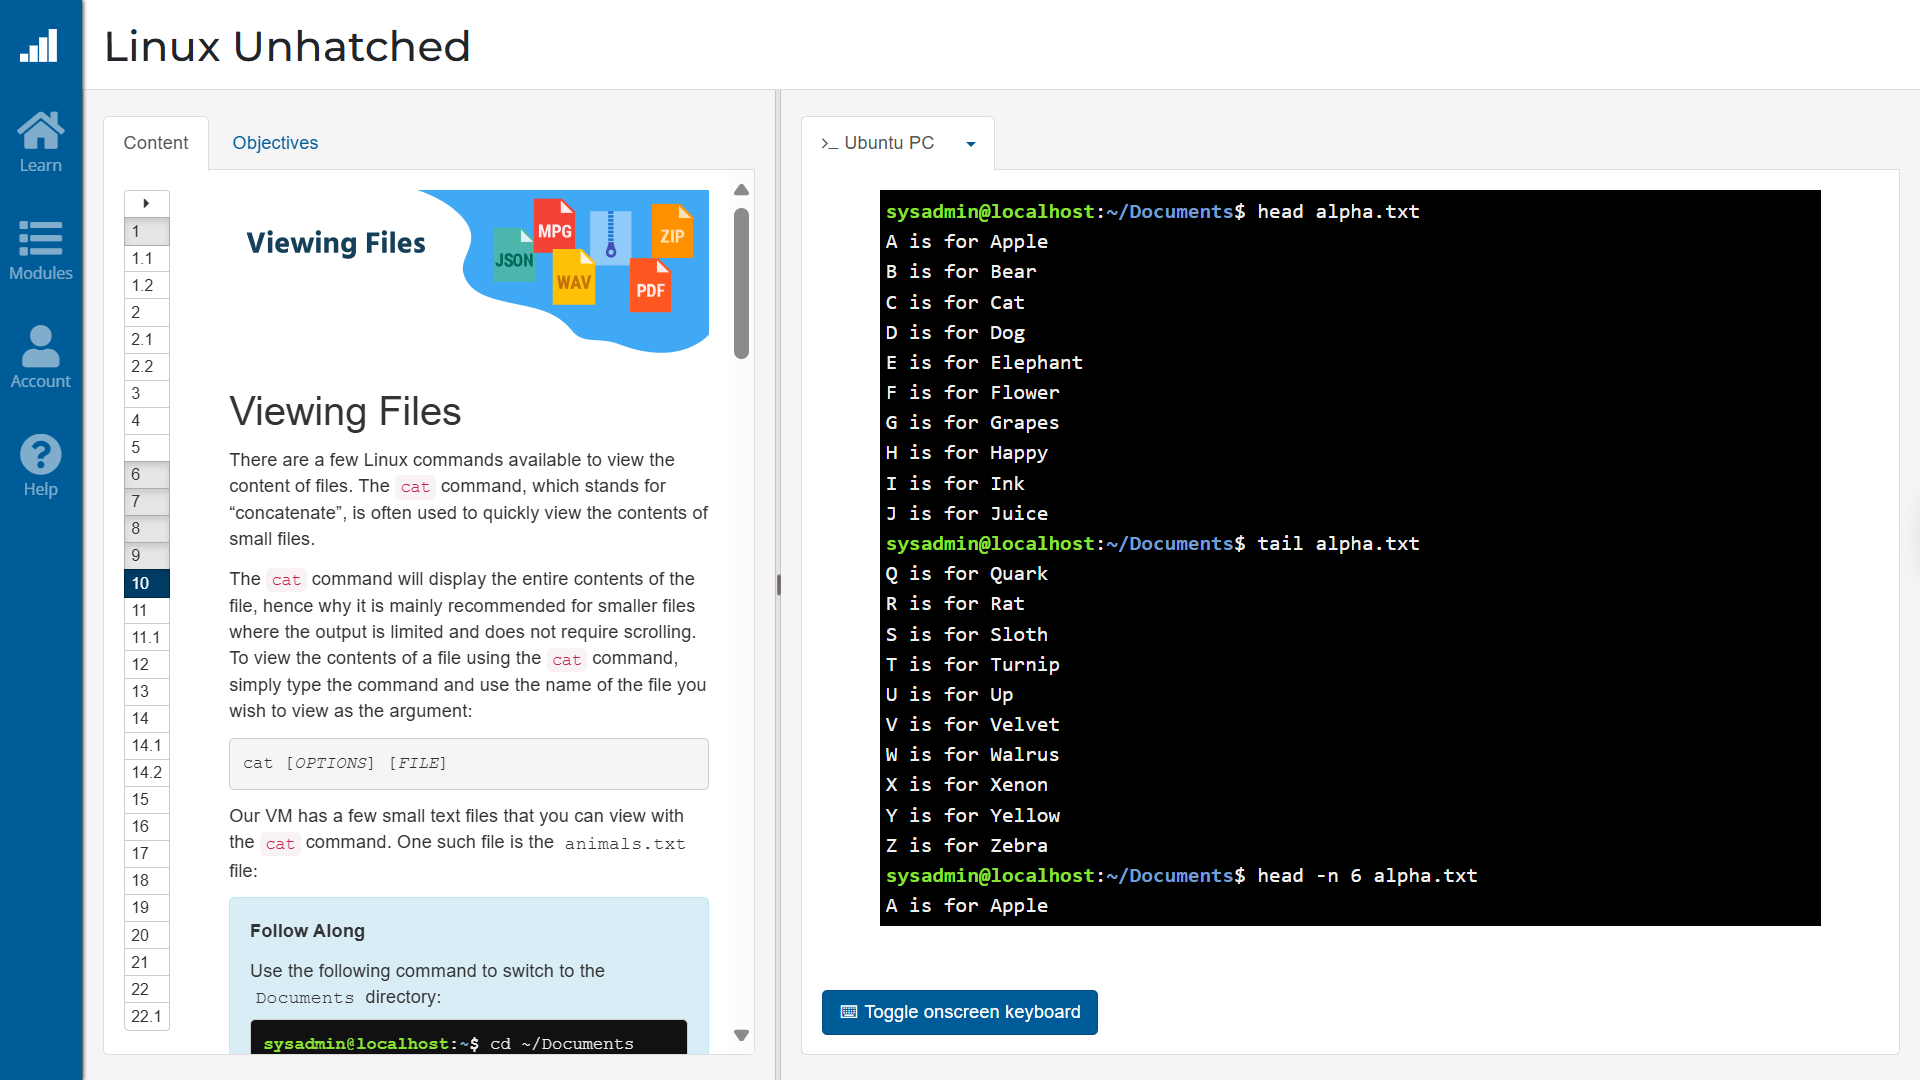 Linux Unhatched
Learn
Modules
Account
Help
Content
Objectives
1
1.1
1.2
2
2.1
2.2
3
4
5
6
7
8
9
10
11
11.1
12
13
14
14.1
14.2
15
16
17
18
19
20
21
22
22.1
Viewing Files
JSON
MPG
WAV
ZIP
PDF
Viewing Files
There are a few Linux commands available to view the
content of files. The cat command, which stands for
“concatenate”, is often used to quickly view the contents of
small files.
The cat command will display the entire contents of the
file, hence why it is mainly recommended for smaller files
where the output is limited and does not require scrolling.
To view the contents of a file using the cat command,
simply type the command and use the name of the file you
wish to view as the argument:
cat [OPTIONS] [FILE]
Our VM has a few small text files that you can view with
the cat command. One such file is the animals.txt
file:
Follow Along
Use the following command to switch to the
Documents directory:
sysadmin@localhost:~$ cd ~/Documents
>_ Ubuntu PC
sysadmin@localhost:~/Documents$ head alpha.txt
A is for Apple
B is for Bear
C is for Cat
D is for Dog
E is for Elephant
F is for Flower
G is for Grapes
H is for Happy
I is for Ink
J is for Juice
sysadmin@localhost:~/Documents$ tail alpha.txt
Q is for Quark
R is for Rat
S is for Sloth
T is for Turnip
U is for Up
V is for Velvet
W is for Walrus
X is for Xenon
Y is for Yellow
Z is for Zebra
sysadmin@localhost:~/Documents$ head -n 6 alpha.txt
A is for Apple
Toggle onscreen keyboard